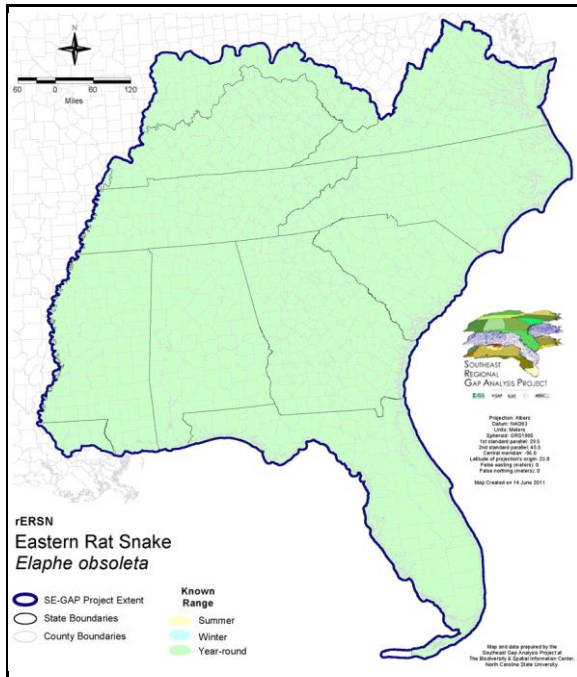 N
60 0 60 120
Miles
SOUTHEAST
REGIONAL
GAP ANALYSIS PROJECT
Projection: Albers
Datum: NAD83
Units: Meters
Spheroid: GRS1980
1st standard parallel: 29.5
2nd standard parallel: 45.5
Central meridian: -96.0
Latitude of projection's origin: 23.0
False easting (meters): 0
False northing (meters): 0
Map Created on 14 June 2011
rERSN
Eastern Rat Snake
Elaphe obsoleta
SE-GAP Project Extent
State Boundaries
County Boundaries
Known
Range
Summer
Winter
Year-round
Map and data prepared by the
Southeast Gap Analysis Project at
The Biodiversity & Spatial Information Center,
North Carolina State University.